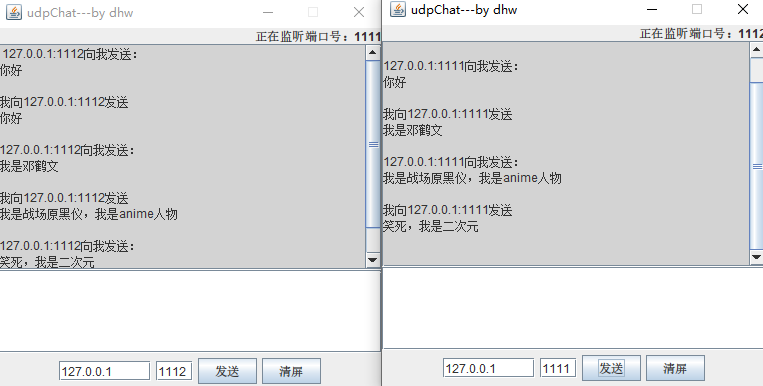 udpChat---by dhw
正在监听端口号：1111
127.0.0.1:1112向我发送：
你好
我向127.0.0.1:1112发送
你好
127.0.0.1:1112向我发送：
我是邓鹤文
我向127.0.0.1:1112发送
我是战场原黑仪，我是anime人物
127.0.0.1:1112向我发送：
笑死，我是二次元
127.0.0.1
1112
发送
清屏
udpChat---by dhw
正在监听端口号：1112
127.0.0.1:1111向我发送：
你好
我向127.0.0.1:1111发送
我是邓鹤文
127.0.0.1:1111向我发送：
我是战场原黑仪，我是anime人物
我向127.0.0.1:1111发送
笑死，我是二次元
127.0.0.1
1111
发送
清屏